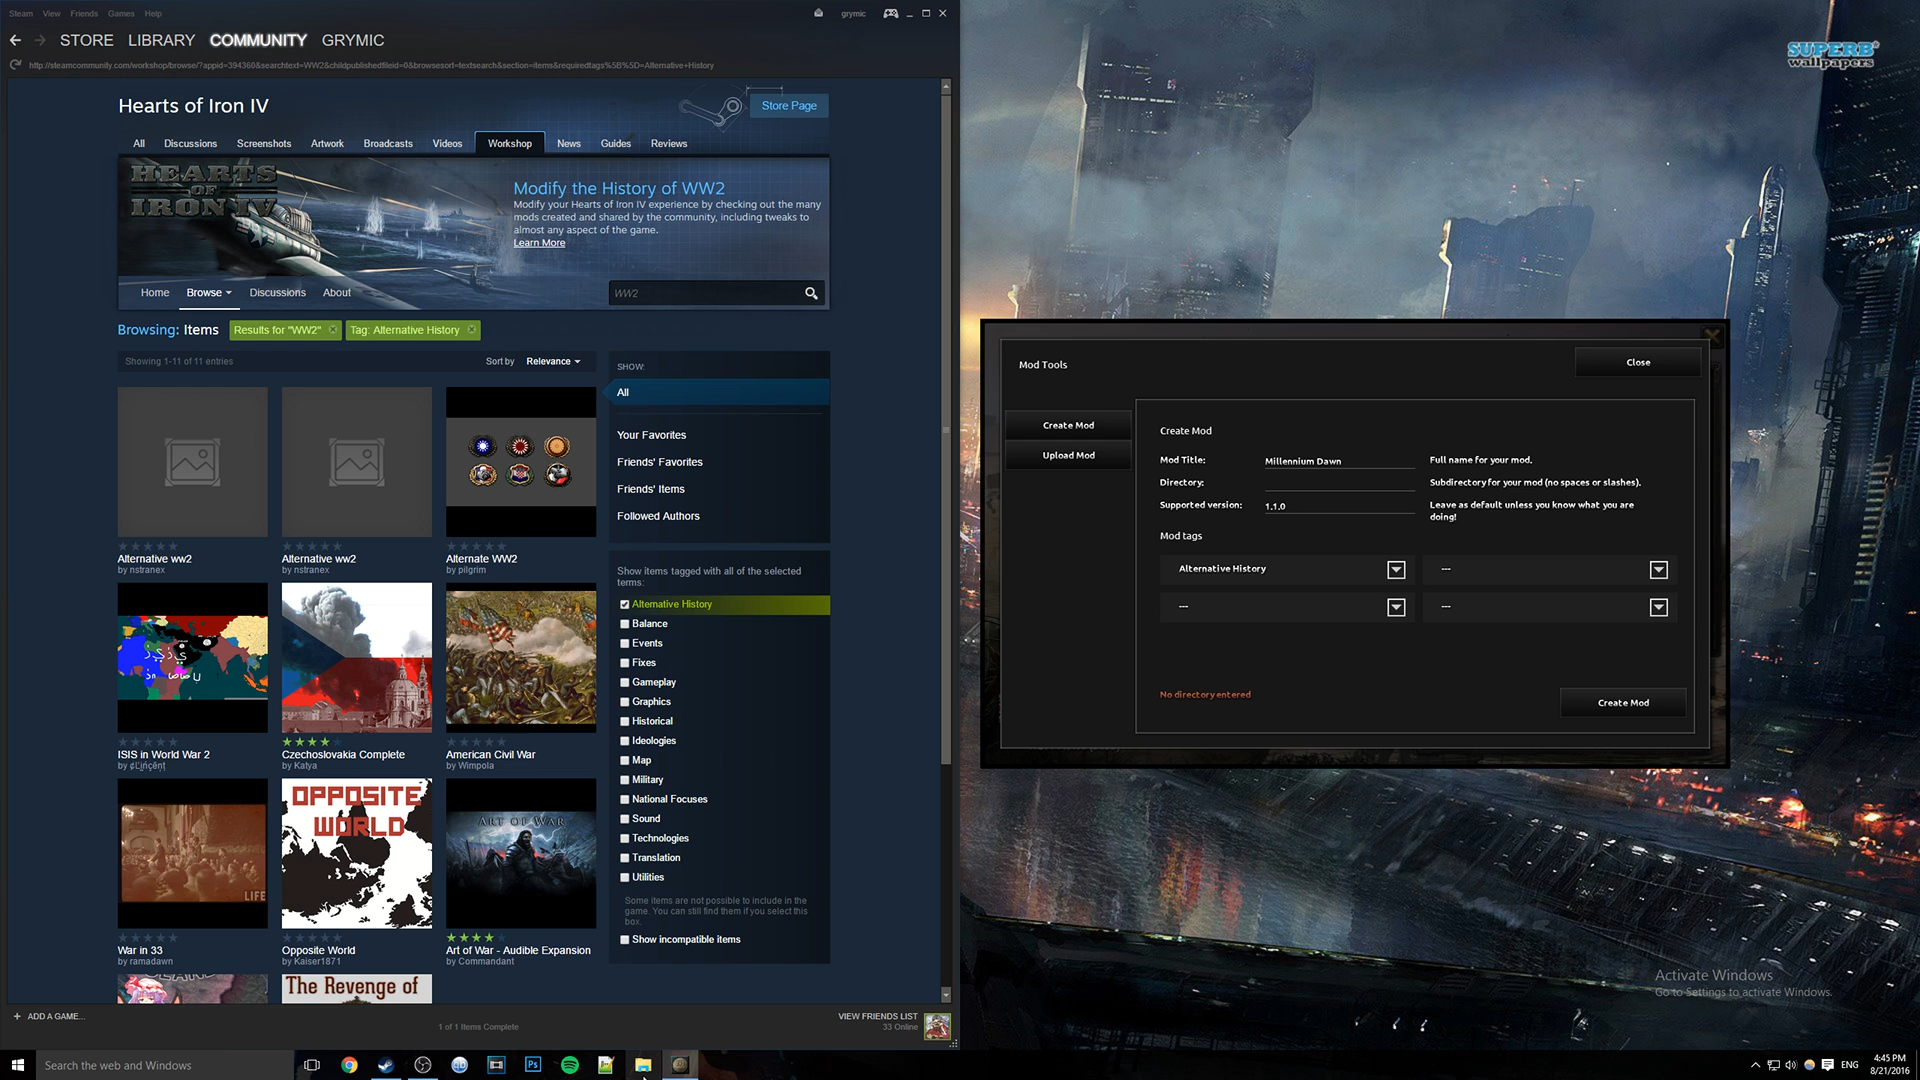 Steam View Friends Games Help
grymic
STORE LIBRARY COMMUNITY GRYMIC
http://steamcommunity.com/workshop/browse/?appid=394360&searchtext=WW2&childpublishedfileid=0&browsesort=textsearch&section=items&requiredtags%5B%5D=Alternative+History
Hearts of Iron IV
Store Page
All Discussions Screenshots Artwork Broadcasts Videos Workshop News Guides Reviews
HEARTS
OF
IRON IV
Modify the History of WW2
Modify your Hearts of Iron IV experience by checking out the many
mods created and shared by the community, including tweaks to
almost any aspect of the game.
Learn More
Home Browse Discussions About
WW2
Browsing: Items Results for "WW2" Tag: Alternative History
Showing 1-11 of 11 entries
Sort by Relevance
SHOW:
All
Your Favorites
Friends' Favorites
Friends' Items
Followed Authors
Alternative ww2
by nstranex
Alternative ww2
by nstranex
Alternate WW2
by pilgrim
Show items tagged with all of the selected
terms:
Alternative History
Balance
Events
Fixes
Gameplay
Graphics
Historical
Ideologies
Map
Military
National Focuses
Sound
Technologies
Translation
Utilities
Some items are not possible to include in the
game. You can still find them if you select this
box.
Show incompatible items
ISIS in World War 2
Czechoslovakia Complete
by Katya
American Civil War
by Wimpola
LIFE
War in 33
by ramadawn
OPPOSITE
WORLD
Opposite World
by Kaiser1871
ART OF WAR
Art of War - Audible Expansion
by Commandant
The Revenge of
+ ADD A GAME...
1 of 1 Items Complete
VIEW FRIENDS LIST
33 Online
SUPERB
wallpapers
Mod Tools
Close
Create Mod
Upload Mod
Create Mod
Mod Title: Millennium Dawn Full name for your mod.
Directory: Subdirectory for your mod (no spaces or slashes).
Supported version: 1.1.0 Leave as default unless you know what you are
doing!
Mod tags
Alternative History ---
--- ---
No directory entered
Create Mod
Activate Windows
Go to Settings to activate Windows.
Search the web and Windows
Ps
ENG
4:45 PM
8/21/2016